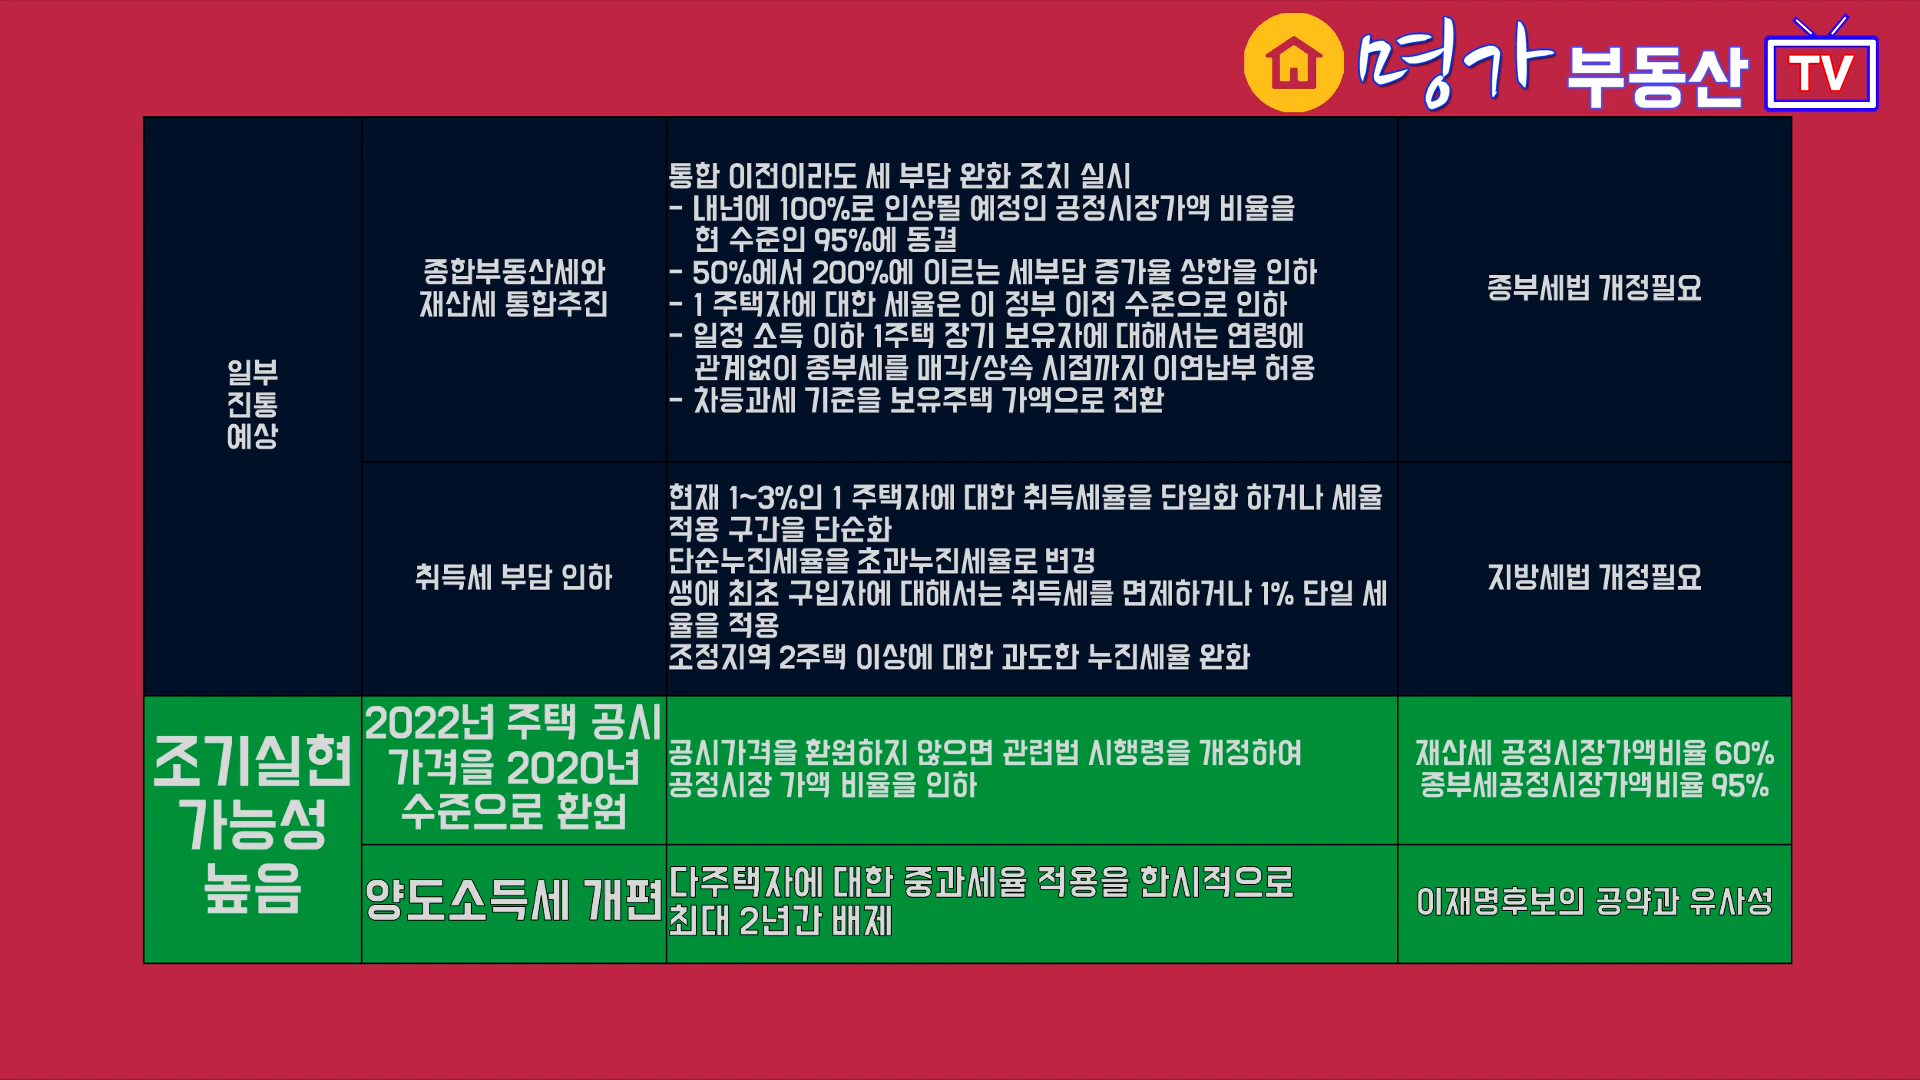 명가 부동산 TV
일부
진통
예상
종합부동산세와
재산세 통합추진
통합 이전이라도 세 부담 완화 조치 실시
- 내년에 100%로 인상될 예정인 공정시장가액 비율을
현 수준인 95%에 동결
- 50%에서 200%에 이르는 세부담 증가율 상한을 인하
- 1 주택자에 대한 세율은 이 정부 이전 수준으로 인하
- 일정 소득 이하 1주택 장기 보유자에 대해서는 연령에
관계없이 종부세를 매각/상속 시점까지 이연납부 허용
- 차등과세 기준을 보유주택 가액으로 전환
종부세법 개정필요
취득세 부담 인하
현재 1~3%인 1 주택자에 대한 취득세율을 단일화 하거나 세율
적용 구간을 단순화
단순누진세율을 초과누진세율로 변경
생애 최초 구입자에 대해서는 취득세를 면제하거나 1% 단일 세
율을 적용
조정지역 2주택 이상에 대한 과도한 누진세율 완화
지방세법 개정필요
조기실현
가능성
높음
2022년 주택 공시
가격을 2020년
수준으로 환원
공시가격을 환원하지 않으면 관련법 시행령을 개정하여
공정시장 가액 비율을 인하
재산세 공정시장가액비율 60%
종부세공정시장가액비율 95%
양도소득세 개편
다주택자에 대한 중과세율 적용을 한시적으로
최대 2년간 배제
이재명후보의 공약과 유사성